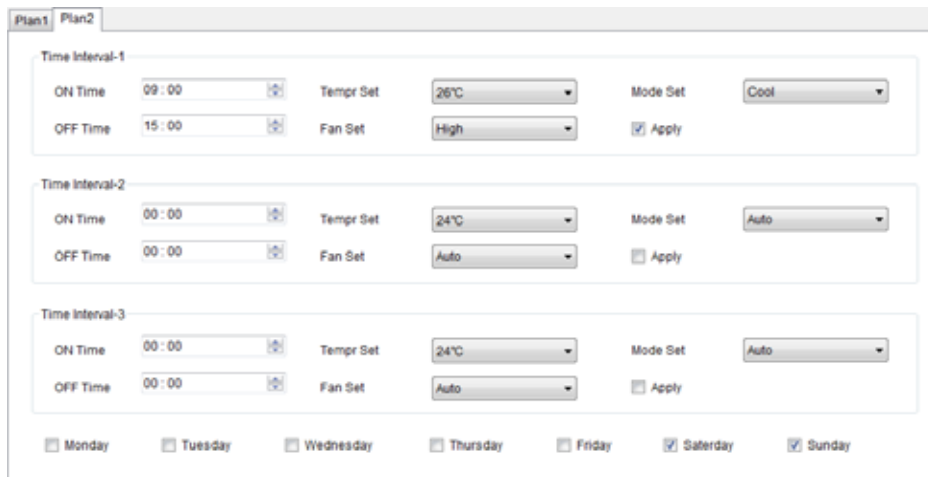 Plan1 Plan2
Time Interval-1
ON Time 09 : 00 Tempr Set 26℃ Mode Set Cool
OFF Time 15 : 00 Fan Set High Apply
Time Interval-2
ON Time 00 : 00 Tempr Set 24℃ Mode Set Auto
OFF Time 00 : 00 Fan Set Auto Apply
Time Interval-3
ON Time 00 : 00 Tempr Set 24℃ Mode Set Auto
OFF Time 00 : 00 Fan Set Auto Apply
Monday Tuesday Wednesday Thursday Friday Saterday Sunday